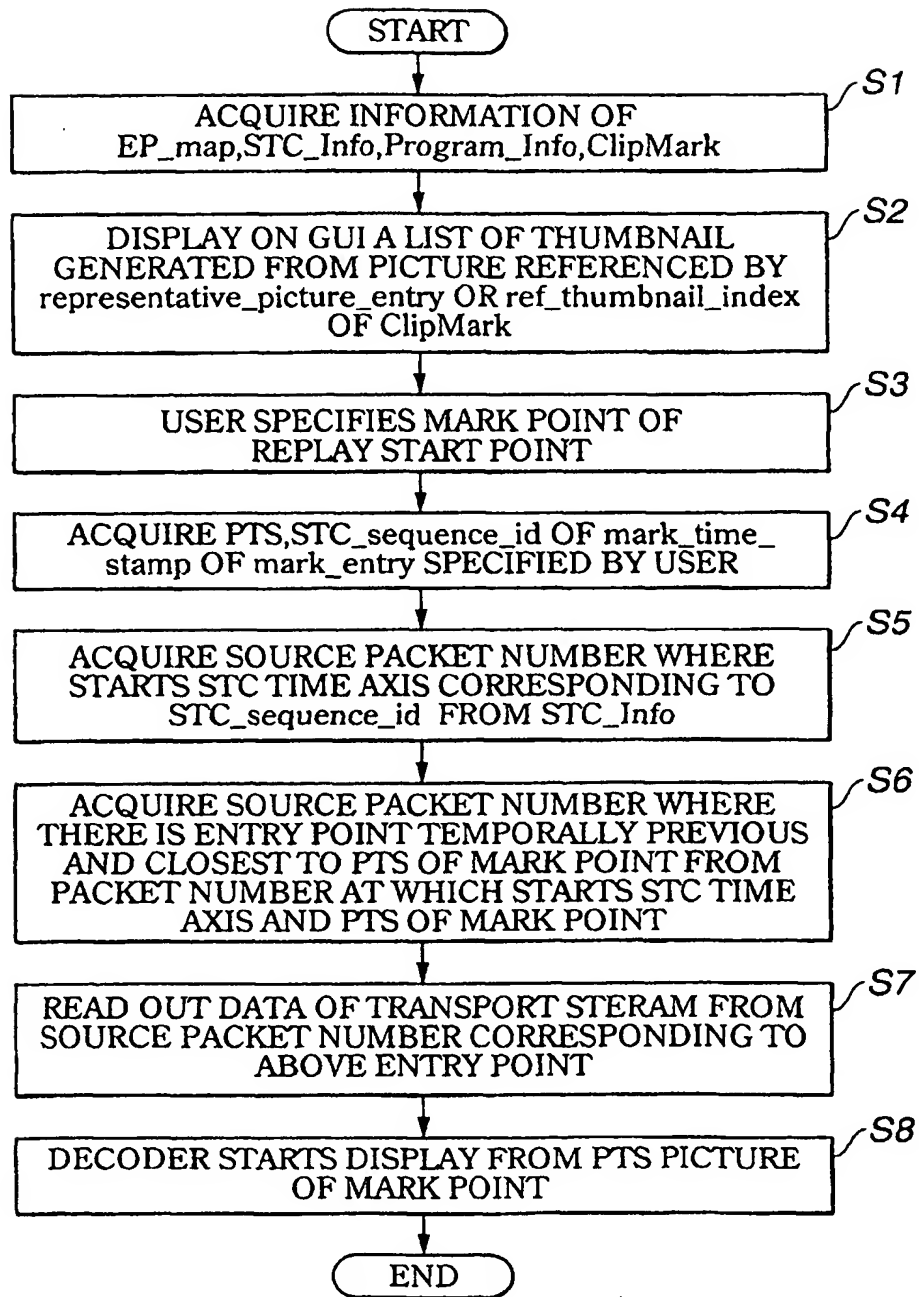 START
S1
ACQUIRE INFORMATION OF
EP_map,STC_Info,Program_Info,ClipMark
S2
DISPLAY ON GUI A LIST OF THUMBNAIL
GENERATED FROM PICTURE REFERENCED BY
representative_picture_entry OR ref_thumbnail_index
OF ClipMark
S3
USER SPECIFIES MARK POINT OF
REPLAY START POINT
S4
ACQUIRE PTS,STC_sequence_id OF mark_time_
stamp OF mark_entry SPECIFIED BY USER
S5
ACQUIRE SOURCE PACKET NUMBER WHERE
STARTS STC TIME AXIS CORRESPONDING TO
STC_sequence_id FROM STC_Info
S6
ACQUIRE SOURCE PACKET NUMBER WHERE
THERE IS ENTRY POINT TEMPORALLY PREVIOUS
AND CLOSEST TO PTS OF MARK POINT FROM
PACKET NUMBER AT WHICH STARTS STC TIME
AXIS AND PTS OF MARK POINT
S7
READ OUT DATA OF TRANSPORT STERAM FROM
SOURCE PACKET NUMBER CORRESPONDING TO
ABOVE ENTRY POINT
S8
DECODER STARTS DISPLAY FROM PTS PICTURE
OF MARK POINT
END